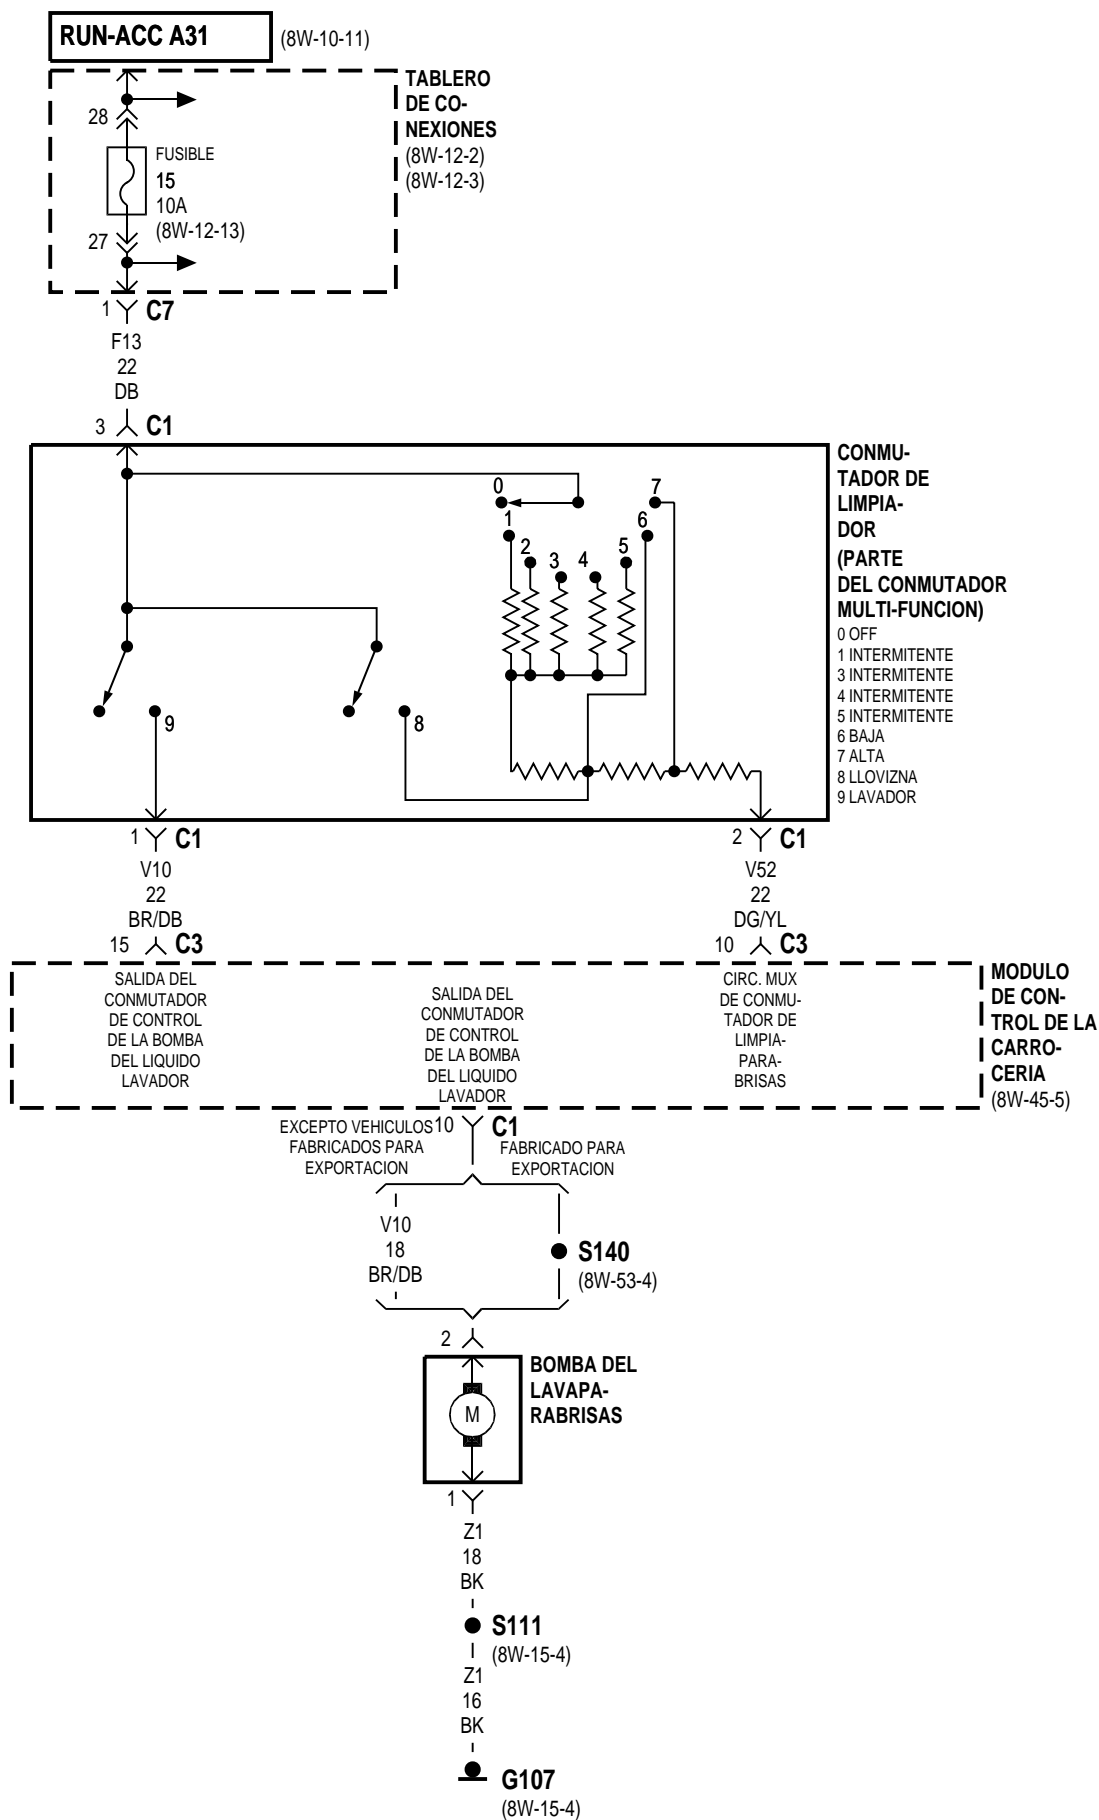 RUN-ACC A31
(8W-10-11)
TABLERO
DE CO-
NEXIONES
(8W-12-2)
(8W-12-3)
28
FUSIBLE
15
10A
(8W-12-13)
27
1
C7
F13
22
DB
3
C1
CONMU-
TADOR DE
LIMPIA-
DOR
(PARTE
DEL CONMUTADOR
MULTI-FUNCION)
0 OFF
1 INTERMITENTE
3 INTERMITENTE
4 INTERMITENTE
5 INTERMITENTE
6 BAJA
7 ALTA
8 LLOVIZNA
9 LAVADOR
0
7
1
6
2
5
3
4
9
8
1
C1
V10
22
BR/DB
15
C3
2
C1
V52
22
DG/YL
10
C3
SALIDA DEL
CONMUTADOR
DE CONTROL
DE LA BOMBA
DEL LIQUIDO
LAVADOR
SALIDA DEL
CONMUTADOR
DE CONTROL
DE LA BOMBA
DEL LIQUIDO
LAVADOR
CIRC. MUX
DE CONMU-
TADOR DE
LIMPIA-
PARA-
BRISAS
MODULO
DE CON-
TROL DE LA
CARRO-
CERIA
(8W-45-5)
EXCEPTO VEHICULOS
FABRICADOS PARA
EXPORTACION
10
C1
FABRICADO PARA
EXPORTACION
V10
18
BR/DB
S140
(8W-53-4)
2
BOMBA DEL
LAVAPA-
RABRISAS
M
1
Z1
18
BK
S111
(8W-15-4)
Z1
16
BK
G107
(8W-15-4)